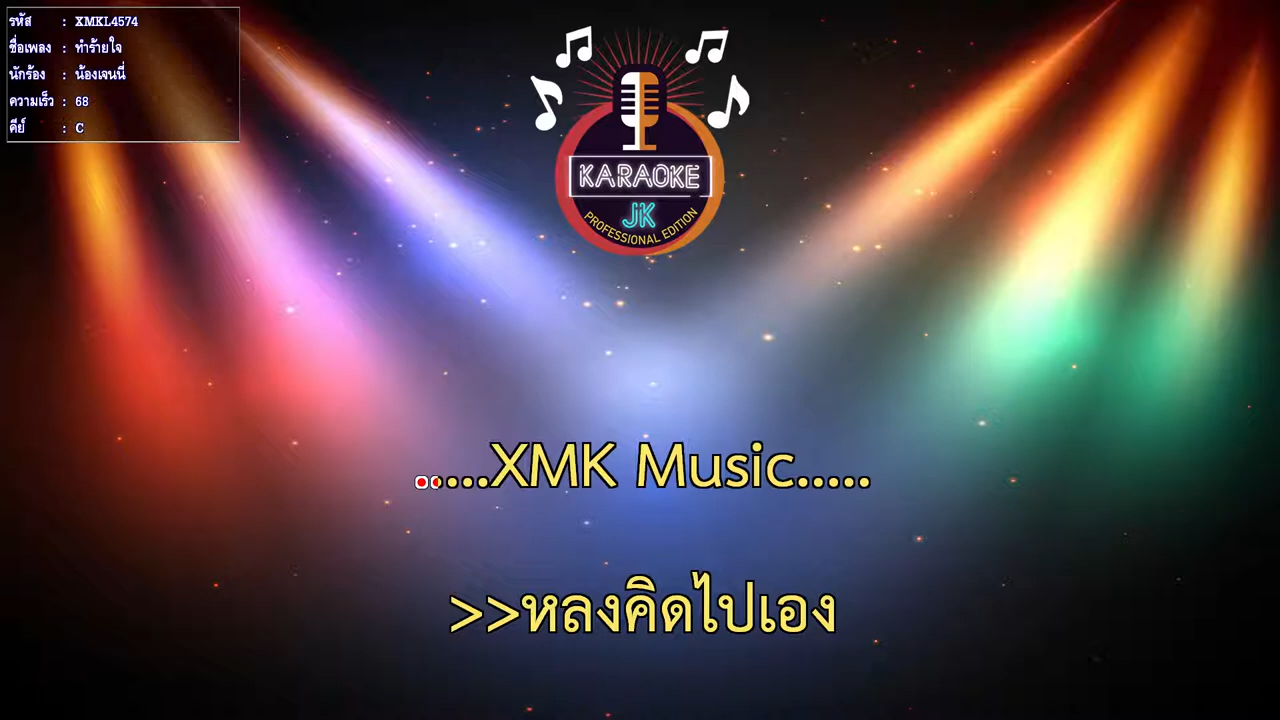 รหัส : XMKL4574
ชื่อเพลง : ทำร้ายใจ
นักร้อง : น้องเจนนี่
ความเร็ว : 68
คีย์ : C
KARAOKE
JK
PROFESSIONAL EDITION
.....XMK Music.....
>>หลงคิดไปเอง